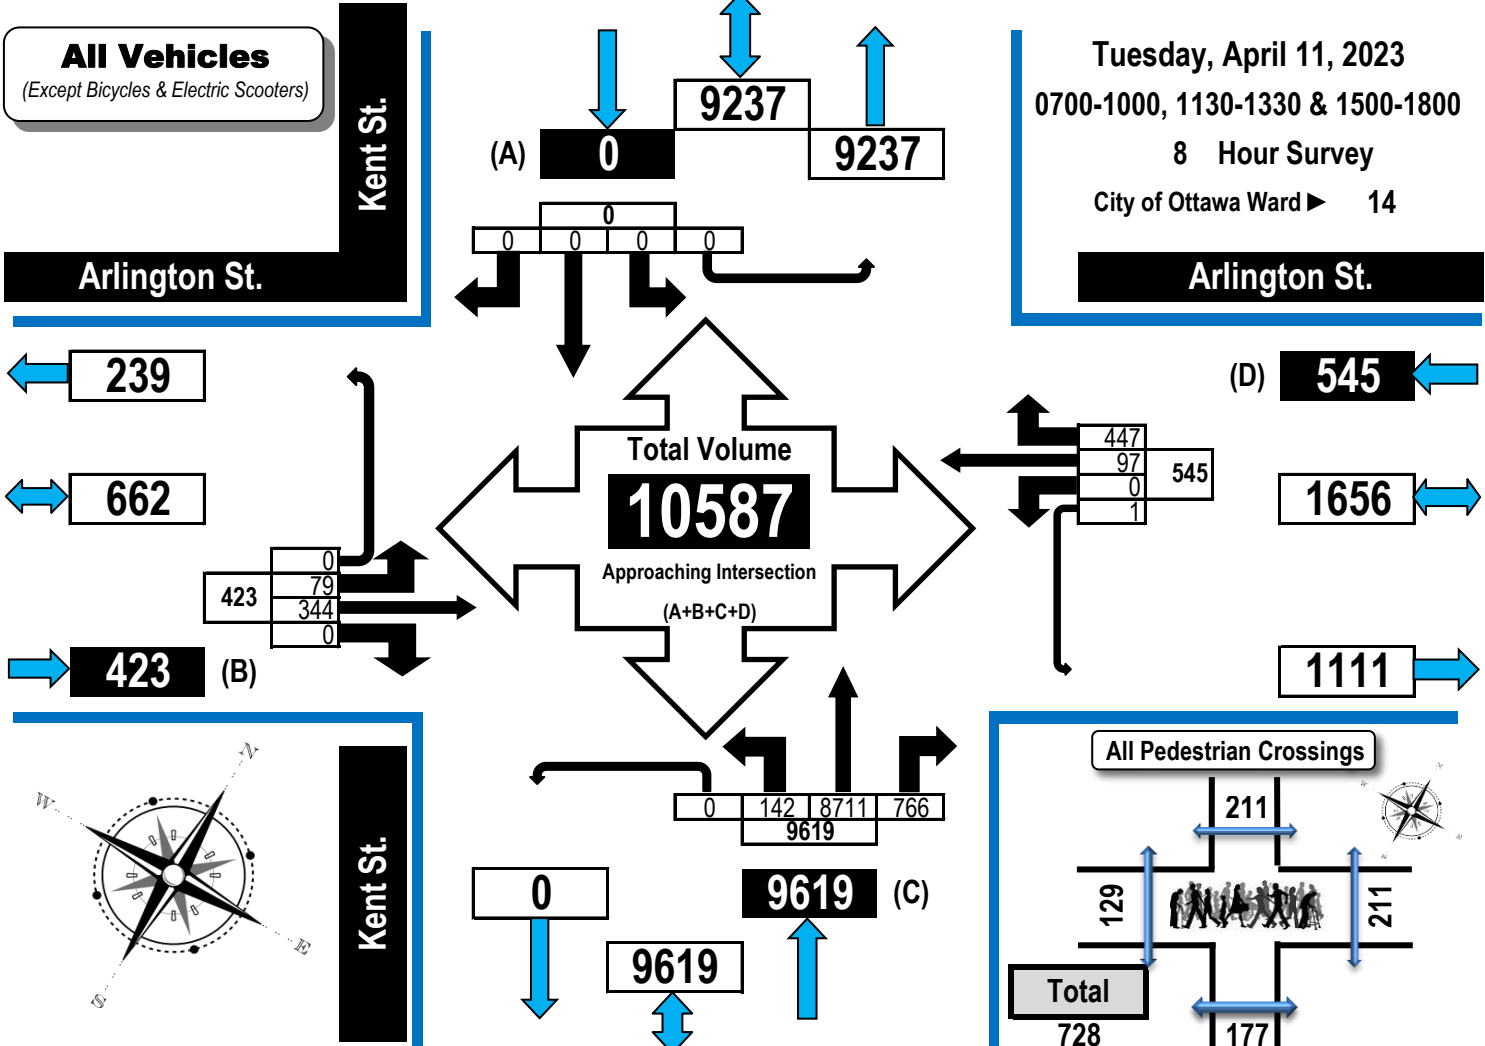 All Vehicles
(Except Bicycles & Electric Scooters)
Kent St.
Arlington St.
9237
(A) 0
9237
0
0 0 0 0
Tuesday, April 11, 2023
0700-1000, 1130-1330 & 1500-1800
8 Hour Survey
City of Ottawa Ward ► 14
Arlington St.
239
662
0
79
344
0
423
423 (B)
Total Volume
10587
Approaching Intersection
(A+B+C+D)
(D) 545
447
97
0
1
545
1656
1111
N
W
E
S
Kent St.
0 142 8711 766
9619
0
9619 (C)
9619
All Pedestrian Crossings
211
129
211
Total
728
177